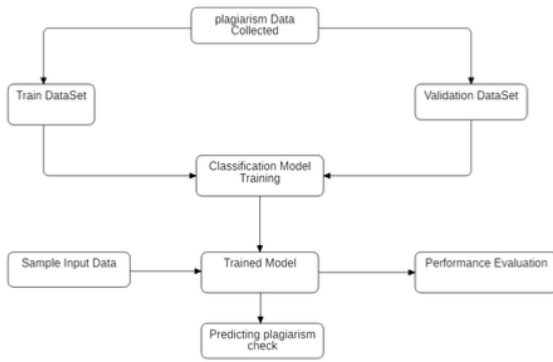 plagiarism Data
Collected
Train DataSet
Validation DataSet
Classification Model
Training
Sample Input Data
Trained Model
Performance Evaluation
Predicting plagiarism
check